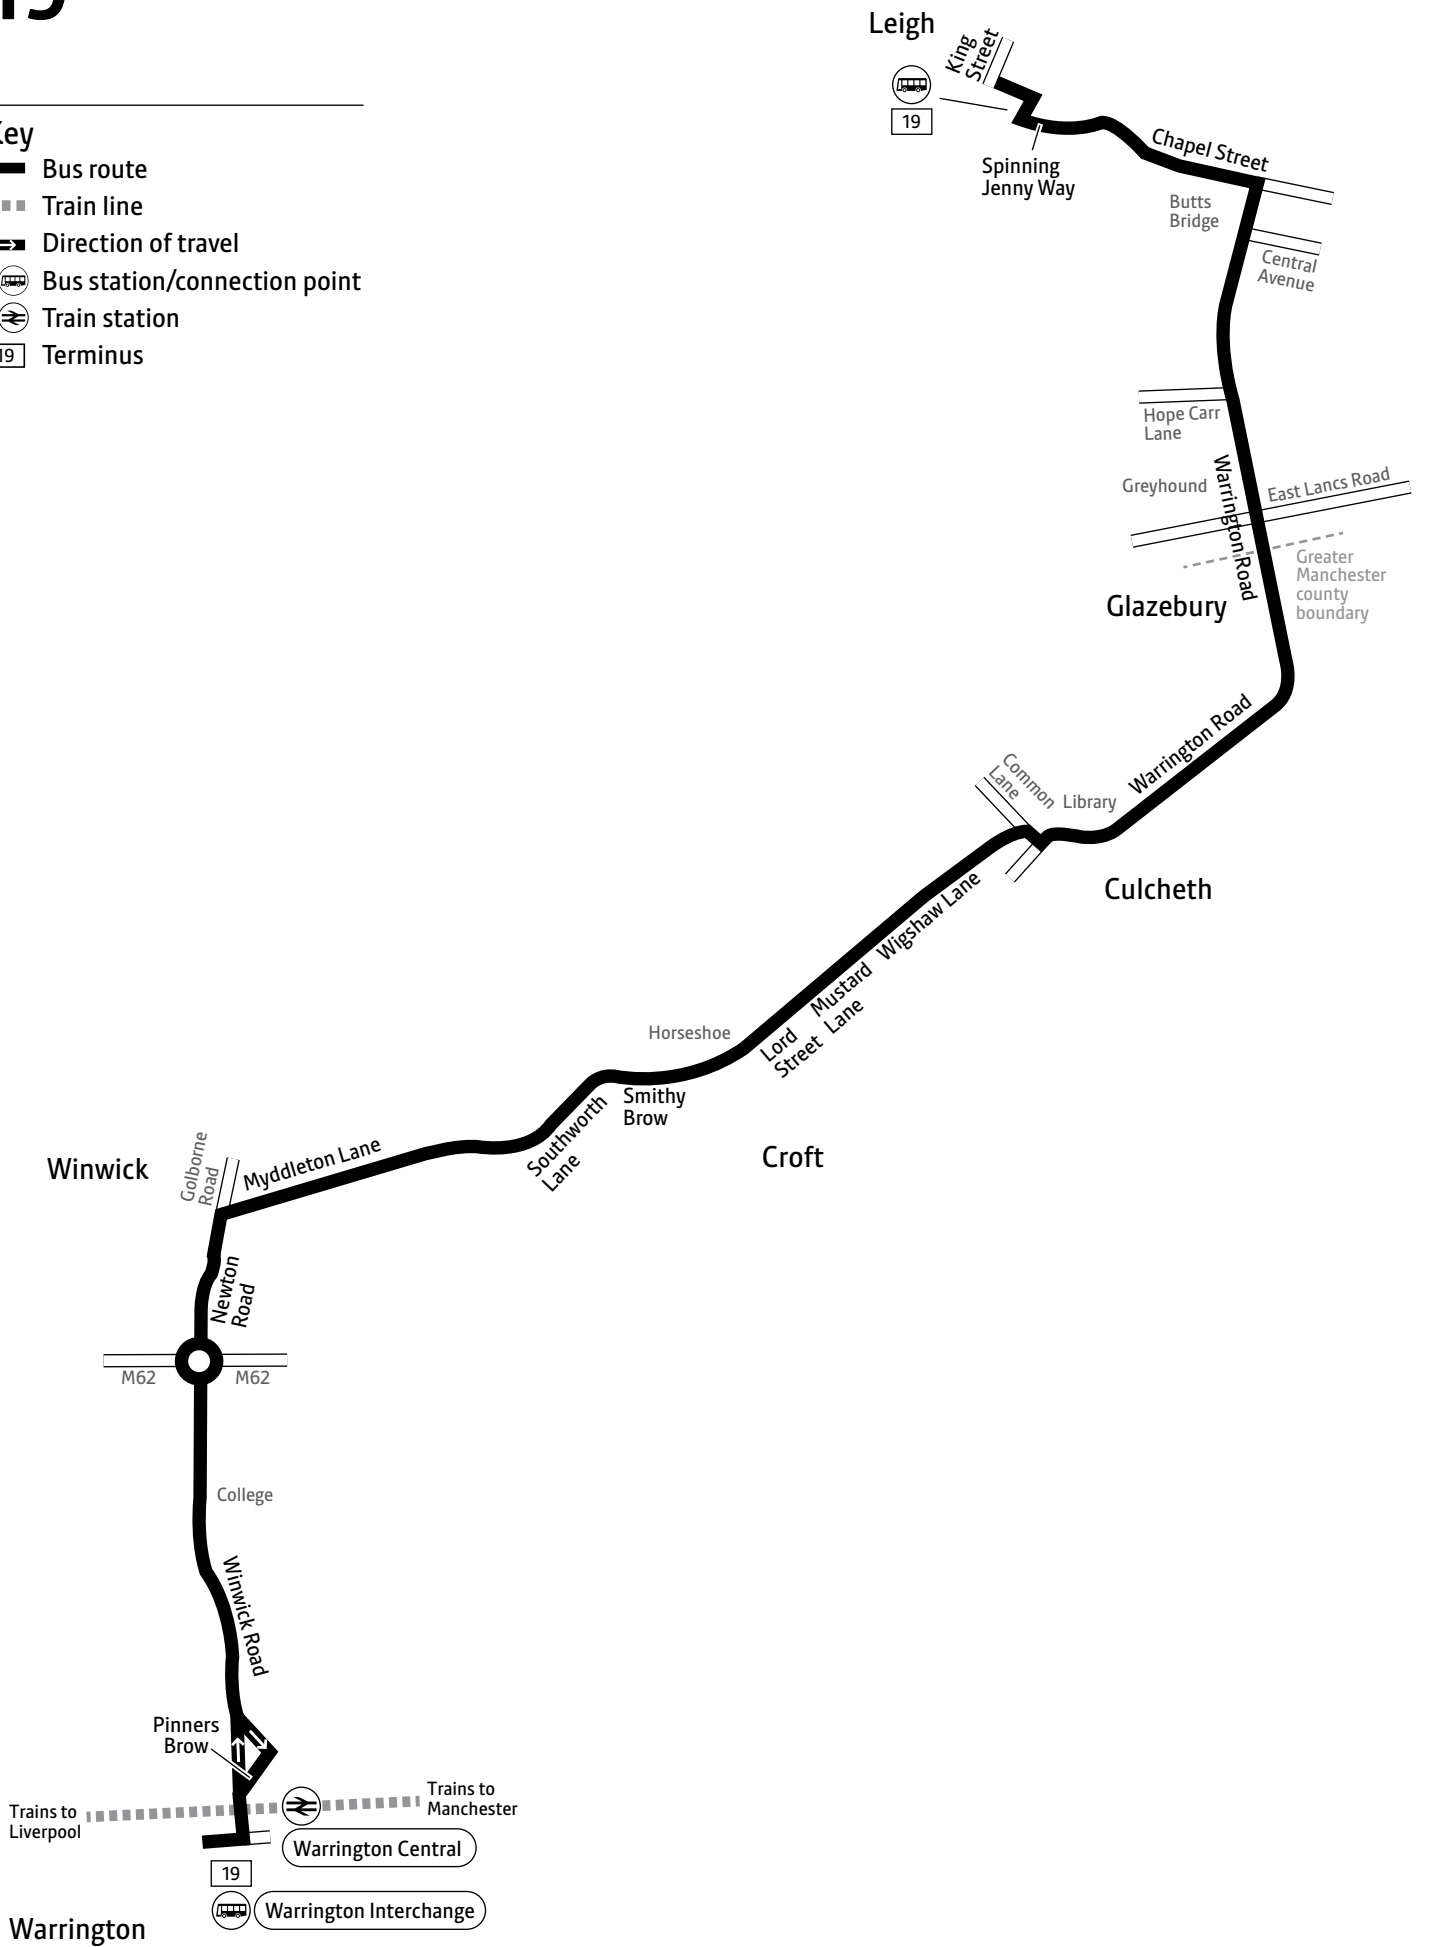 Leigh
King
Street
19
Spinning
Jenny Way
Chapel Street
Butts
Bridge
Central
Avenue
Key
Bus route
Train line
Direction of travel
Bus station/connection point
Train station
19
Terminus
Hope Carr
Lane
Greyhound
Warrington Road
East Lancs Road
Greater
Manchester
county
boundary
Glazebury
Warrington Road
Common
Lane
Library
Culcheth
Wigshaw Lane
Mustard
Lane
Lord
Street
Horseshoe
Smithy
Brow
Croft
Southworth
Lane
Winwick
Golborne
Road
Myddleton Lane
Newton
Road
M62
M62
College
Winwick Road
Pinners
Brow
Trains to
Liverpool
Trains to
Manchester
Warrington Central
19
Warrington Interchange
Warrington